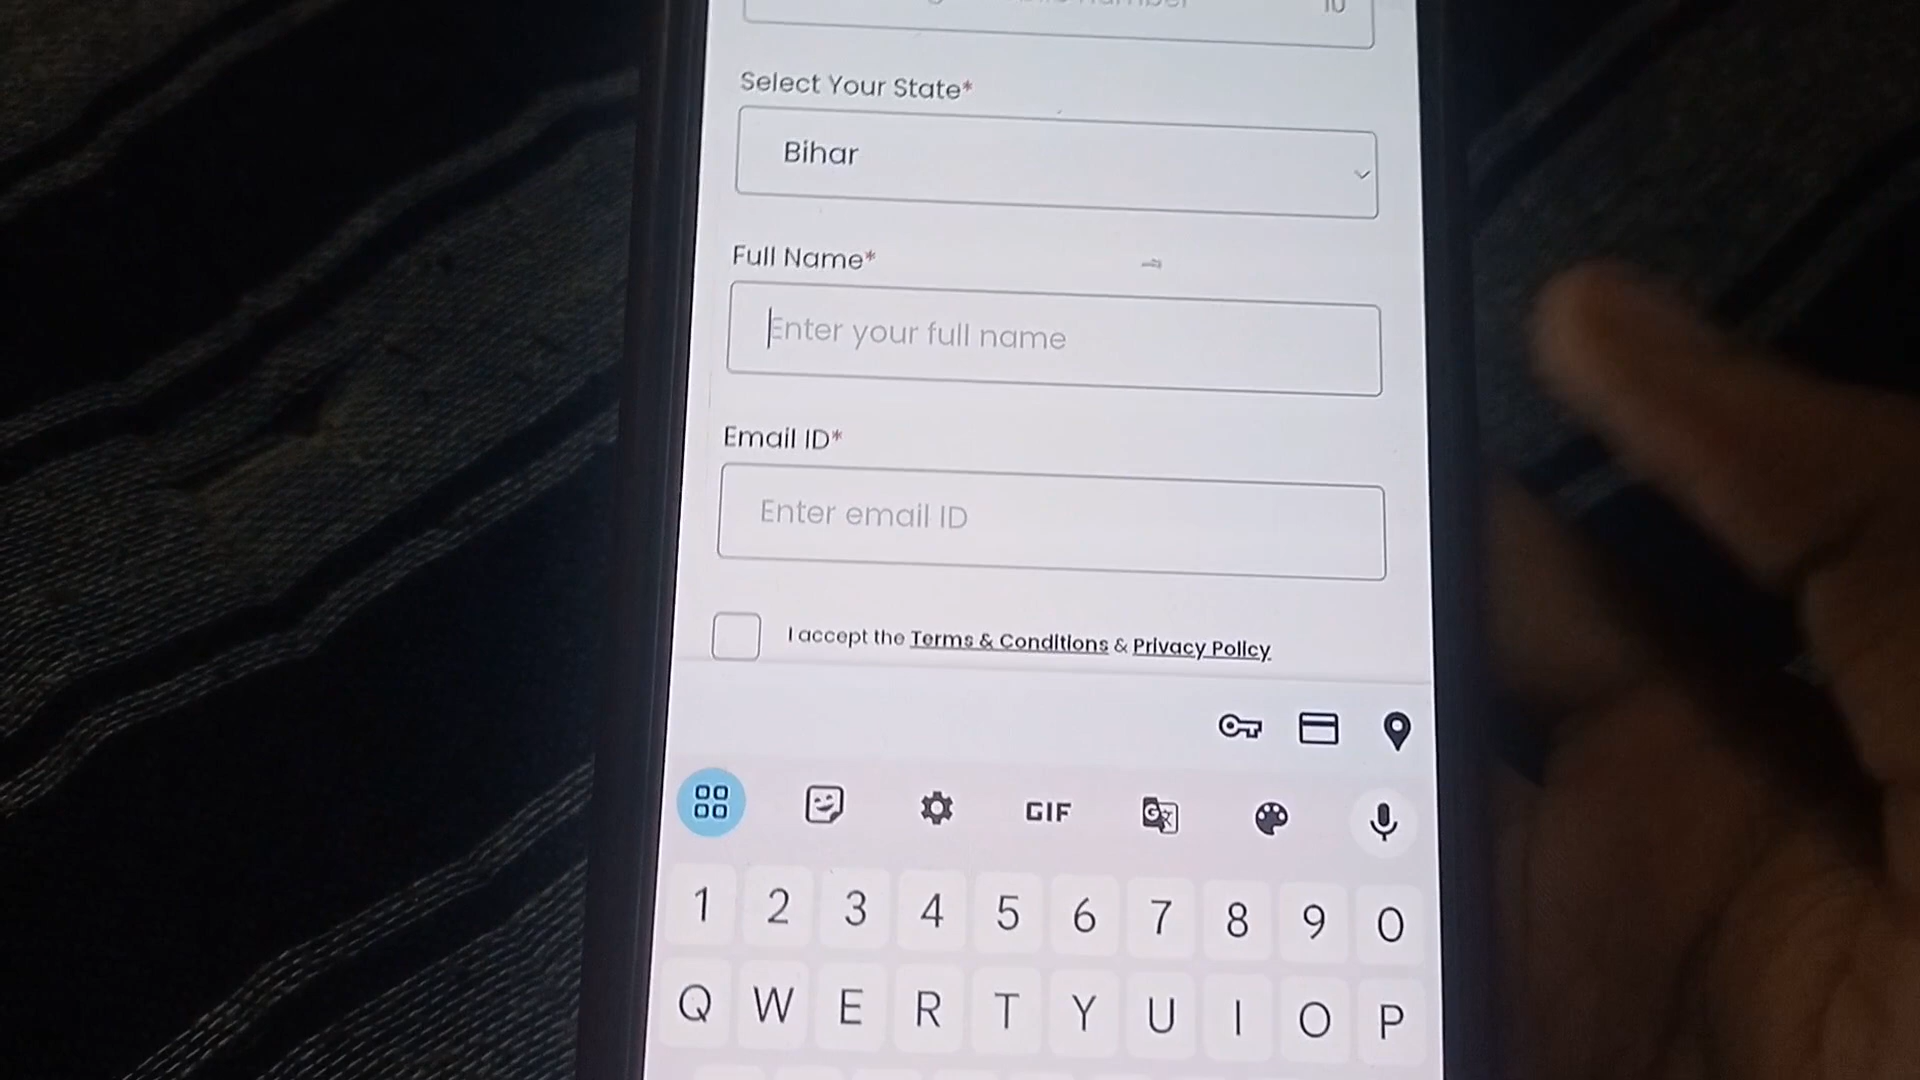 10
Select Your State*
Bihar
Full Name*
Enter your full name
Email ID*
Enter email ID
I accept the Terms & Conditions & Privacy Policy.
GIF
1 2 3 4 5 6 7 8 9 0
Q W E R T Y U I O P